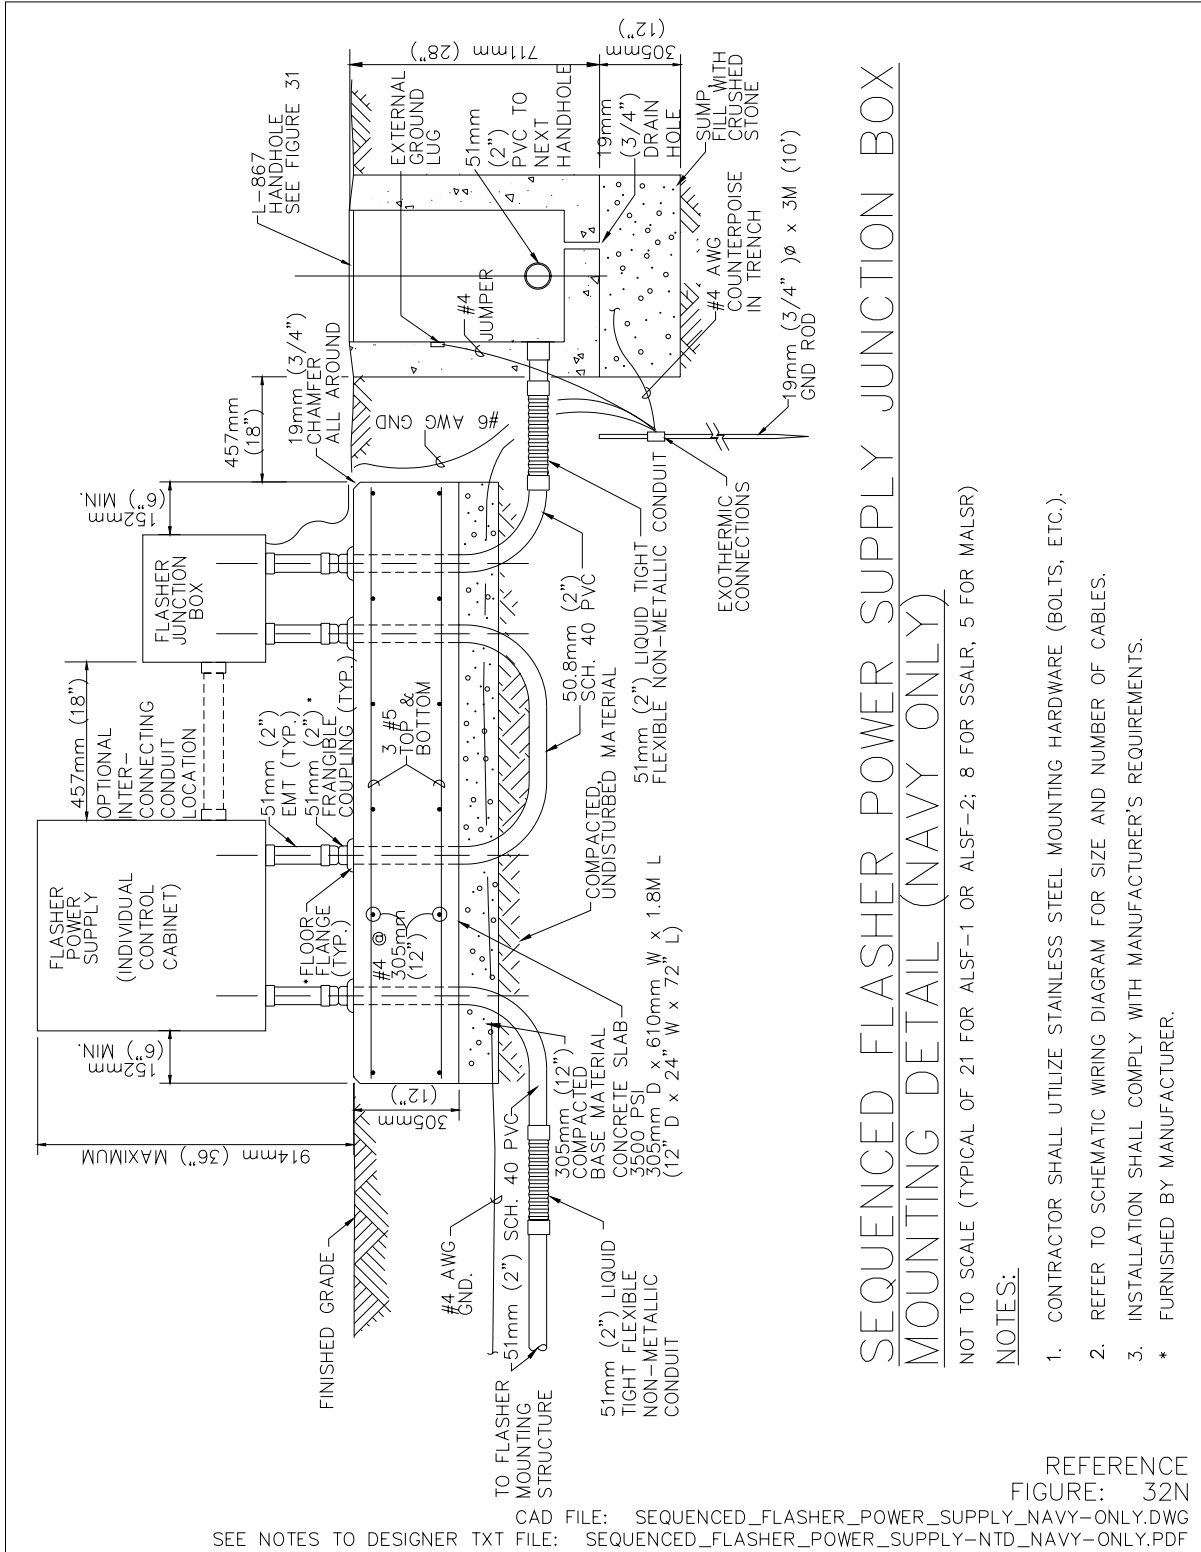 FLASHER
POWER
SUPPLY
(INDIVIDUAL
CONTROL
CABINET)
FLASHER
JUNCTION
BOX
457mm (18")
OPTIONAL
INTER-
CONNECTING
CONDUIT
LOCATION
152mm
(6") MIN.
152mm
(6") MIN.
457mm
(18")
19mm (3/4")
CHAMFER
ALL AROUND
L-867
HANDHOLE
SEE FIGURE 31
914mm (36") MAXIMUM
305mm
(12")
FINISHED GRADE
*FLOOR
FLANGE
(TYP.)
51mm (2")
EMT (TYP.)
51mm (2") *
FRANGIBLE
COUPLING (TYP.)
#4 @
305mm
(12")
3 #5
TOP &
BOTTOM
#6 AWG GND
#4
JUMPER
EXTERNAL
GROUND
LUG
51mm
(2")
PVC TO
NEXT
HANDHOLE
711mm (28")
305mm
(12")
19mm
(3/4")
DRAIN
HOLE
SUMP,
FILL WITH
CRUSHED
STONE
#4 AWG
COUNTERPOISE
IN TRENCH
19mm (3/4" )ø x 3M (10')
GND ROD
EXOTHERMIC
CONNECTIONS
51mm (2") LIQUID TIGHT
FLEXIBLE NON-METALLIC CONDUIT
50.8mm (2")
SCH. 40 PVC
COMPACTED,
UNDISTURBED MATERIAL
#4 AWG
GND.
51mm (2") SCH. 40 PVC
305mm (12")
COMPACTED
BASE MATERIAL
CONCRETE SLAB
3500 PSI
305mm D x 610mm W x 1.8M L
(12" D x 24" W x 72" L)
TO FLASHER
MOUNTING
STRUCTURE
51mm (2") LIQUID
TIGHT FLEXIBLE
NON-METALLIC
CONDUIT
SEQUENCED FLASHER POWER SUPPLY JUNCTION BOX
MOUNTING DETAIL (NAVY ONLY)
NOT TO SCALE (TYPICAL OF 21 FOR ALSF-1 OR ALSF-2; 8 FOR SSALR, 5 FOR MALSR)
NOTES:
1. CONTRACTOR SHALL UTILIZE STAINLESS STEEL MOUNTING HARDWARE (BOLTS, ETC.).
2. REFER TO SCHEMATIC WIRING DIAGRAM FOR SIZE AND NUMBER OF CABLES.
3. INSTALLATION SHALL COMPLY WITH MANUFACTURER'S REQUIREMENTS.
* FURNISHED BY MANUFACTURER.
REFERENCE
FIGURE: 32N
CAD FILE: SEQUENCED_FLASHER_POWER_SUPPLY_NAVY-ONLY.DWG
SEE NOTES TO DESIGNER TXT FILE: SEQUENCED_FLASHER_POWER_SUPPLY-NTD_NAVY-ONLY.PDF